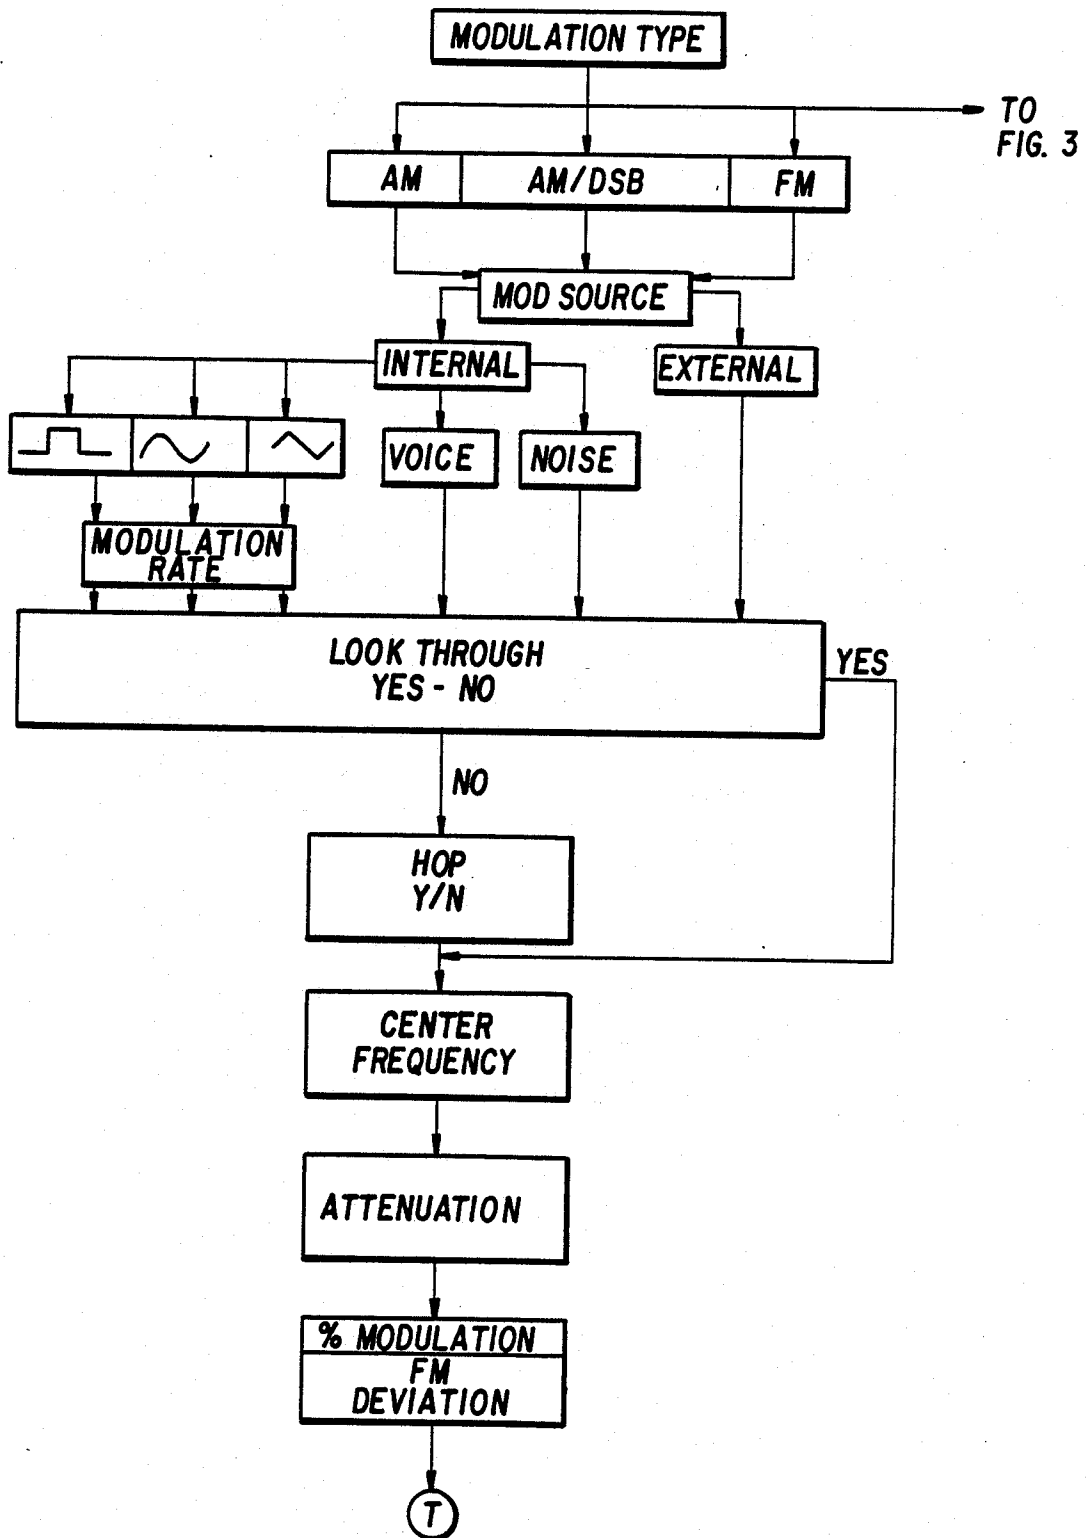 MODULATION TYPE
TO
FIG. 3
AM
AM/DSB
FM
MOD SOURCE
INTERNAL
EXTERNAL
VOICE
NOISE
MODULATION
RATE
LOOK THROUGH
YES - NO
YES
NO
HOP
Y/N
CENTER
FREQUENCY
ATTENUATION
% MODULATION
FM
DEVIATION
T